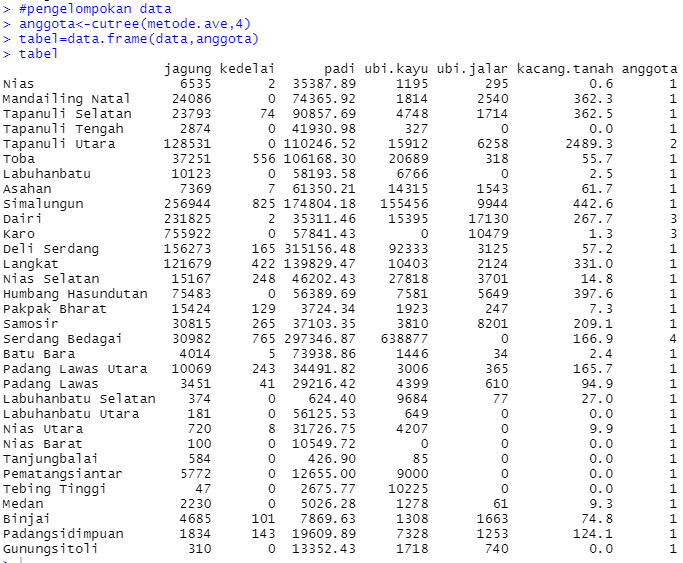 > #pengelompokan data
> anggota<-cutree(metode.ave,4)
> tabel=data.frame(data,anggota)
> tabel
jagung kedelai padi ubi.kayu ubi.jalar kacang.tanah anggota
Nias 6535 2 35387.89 1195 295 0.6 1
Mandailing Natal 24086 0 74365.92 1814 2540 362.3 1
Tapanuli Selatan 23793 74 90857.69 4748 1714 362.5 1
Tapanuli Tengah 2874 0 41930.98 327 0 0.0 1
Tapanuli Utara 128531 0 110246.52 15912 6258 2489.3 2
Toba 37251 556 106168.30 20689 318 55.7 1
Labuhanbatu 10123 0 58193.58 6766 0 2.5 1
Asahan 7369 7 61350.21 14315 1543 61.7 1
Simalungun 256944 825 174804.18 155456 9944 442.6 1
Dairi 231825 2 35311.46 15395 17130 267.7 3
Karo 755922 0 57841.43 0 10479 1.3 3
Deli Serdang 156273 165 315156.48 92333 3125 57.2 1
Langkat 121679 422 139829.47 10403 2124 331.0 1
Nias Selatan 15167 248 46202.43 27818 3701 14.8 1
Humbang Hasundutan 75483 0 56389.69 7581 5649 397.6 1
Pakpak Bharat 15424 129 3724.34 1923 247 7.3 1
Samosir 30815 265 37103.35 3810 8201 209.1 1
Serdang Bedagai 30982 765 297346.87 638877 0 166.9 4
Batu Bara 4014 5 73938.86 1446 34 2.4 1
Padang Lawas Utara 10069 243 34491.82 3006 365 165.7 1
Padang Lawas 3451 41 29216.42 4399 610 94.9 1
Labuhanbatu Selatan 374 0 624.40 9684 77 27.0 1
Labuhanbatu Utara 181 0 56125.53 649 0 0.0 1
Nias Utara 720 8 31726.75 4207 0 9.9 1
Nias Barat 100 0 10549.72 0 0 0.0 1
Tanjungbalai 584 0 426.90 85 0 0.0 1
Pematangsiantar 5772 0 12655.00 9000 0 0.0 1
Tebing Tinggi 47 0 2675.77 10225 0 0.0 1
Medan 2230 0 5026.28 1278 61 9.3 1
Binjai 4685 101 7869.63 1308 1663 74.8 1
Padangsidimpuan 1834 143 19609.89 7328 1253 124.1 1
Gunungsitoli 310 0 13352.43 1718 740 0.0 1
>